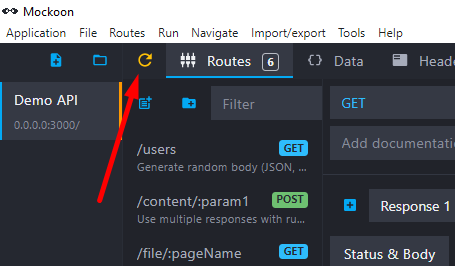 Mockoon
Application File Routes Run Navigate Import/export Tools Help
Routes 6 Data Heade
Demo API
0.0.0.0:3000/
Filter
GET
Add documentatio
/users GET
Generate random body (JSON, ...
/content/:param1 POST
Use multiple responses with ru...
/file/:pageName GET
Response 1
Status & Body